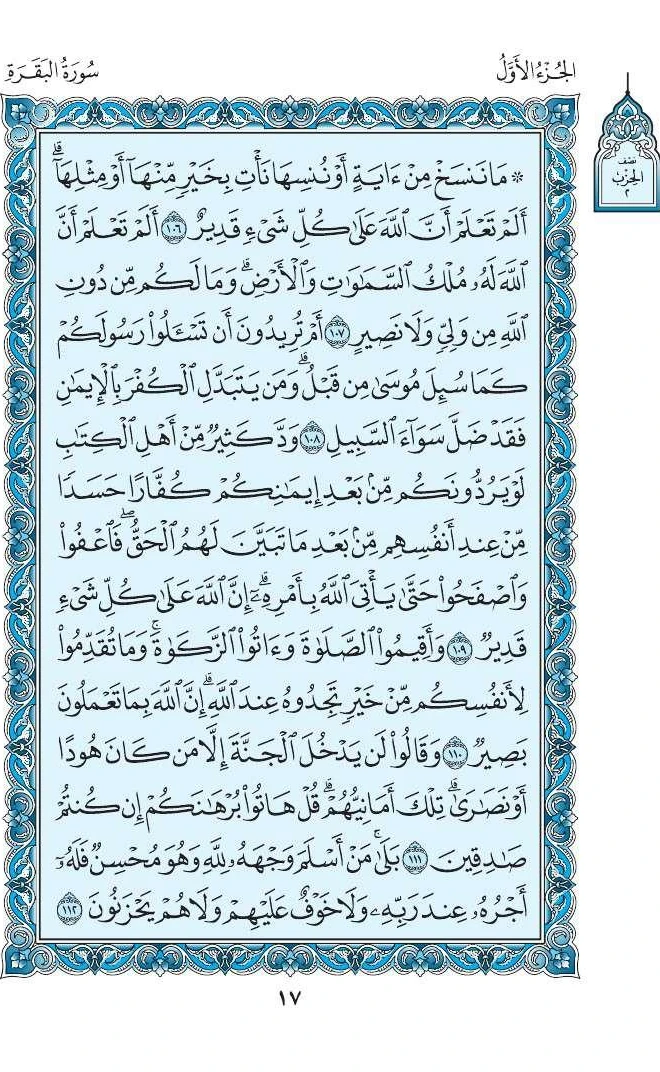 الجُزْءُ الأَوَّلُ
سُورَةُ البَقَرَةِ
نصف
الحِزْب
٢
۞ مَا نَنسَخْ مِنْ ءَايَةٍ أَوْ نُنسِهَا نَأْتِ بِخَيْرٍ مِّنْهَآ أَوْ مِثْلِهَآۗ
أَلَمْ تَعْلَمْ أَنَّ ٱللَّهَ عَلَىٰ كُلِّ شَىْءٍ قَدِيرٌ ١٠٦ أَلَمْ تَعْلَمْ أَنَّ
ٱللَّهَ لَهُۥ مُلْكُ ٱلسَّمَٰوَٰتِ وَٱلْأَرْضِۗ وَمَا لَكُم مِّن دُونِ
ٱللَّهِ مِن وَلِىٍّ وَلَا نَصِيرٍ ١٠٧ أَمْ تُرِيدُونَ أَن تَسْـَٔلُوا۟ رَسُولَكُمْ
كَمَا سُئِلَ مُوسَىٰ مِن قَبْلُۗ وَمَن يَتَبَدَّلِ ٱلْكُفْرَ بِٱلْإِيمَٰنِ
فَقَدْ ضَلَّ سَوَآءَ ٱلسَّبِيلِ ١٠٨ وَدَّ كَثِيرٌ مِّنْ أَهْلِ ٱلْكِتَٰبِ
لَوْ يَرُدُّونَكُم مِّنۢ بَعْدِ إِيمَٰنِكُمْ كُفَّارًا حَسَدًا
مِّنْ عِندِ أَنفُسِهِم مِّنۢ بَعْدِ مَا تَبَيَّنَ لَهُمُ ٱلْحَقُّۖ فَٱعْفُوا۟
وَٱصْفَحُوا۟ حَتَّىٰ يَأْتِىَ ٱللَّهُ بِأَمْرِهِۦٓۗ إِنَّ ٱللَّهَ عَلَىٰ كُلِّ شَىْءٍ
قَدِيرٌ ١٠٩ وَأَقِيمُوا۟ ٱلصَّلَوٰةَ وَءَاتُوا۟ ٱلزَّكَوٰةَۚ وَمَا تُقَدِّمُوا۟
لِأَنفُسِكُم مِّنْ خَيْرٍ تَجِدُوهُ عِندَ ٱللَّهِۗ إِنَّ ٱللَّهَ بِمَا تَعْمَلُونَ
بَصِيرٌ ١١٠ وَقَالُوا۟ لَن يَدْخُلَ ٱلْجَنَّةَ إِلَّا مَن كَانَ هُودًا
أَوْ نَصَٰرَىٰۗ تِلْكَ أَمَانِيُّهُمْۗ قُلْ هَاتُوا۟ بُرْهَٰنَكُمْ إِن كُنتُمْ
صَٰدِقِينَ ١١١ بَلَىٰۚ مَنْ أَسْلَمَ وَجْهَهُۥ لِلَّهِ وَهُوَ مُحْسِنٌ فَلَهُۥٓ
أَجْرُهُۥ عِندَ رَبِّهِۦ وَلَا خَوْفٌ عَلَيْهِمْ وَلَا هُمْ يَحْزَنُونَ ١١٢
١٧